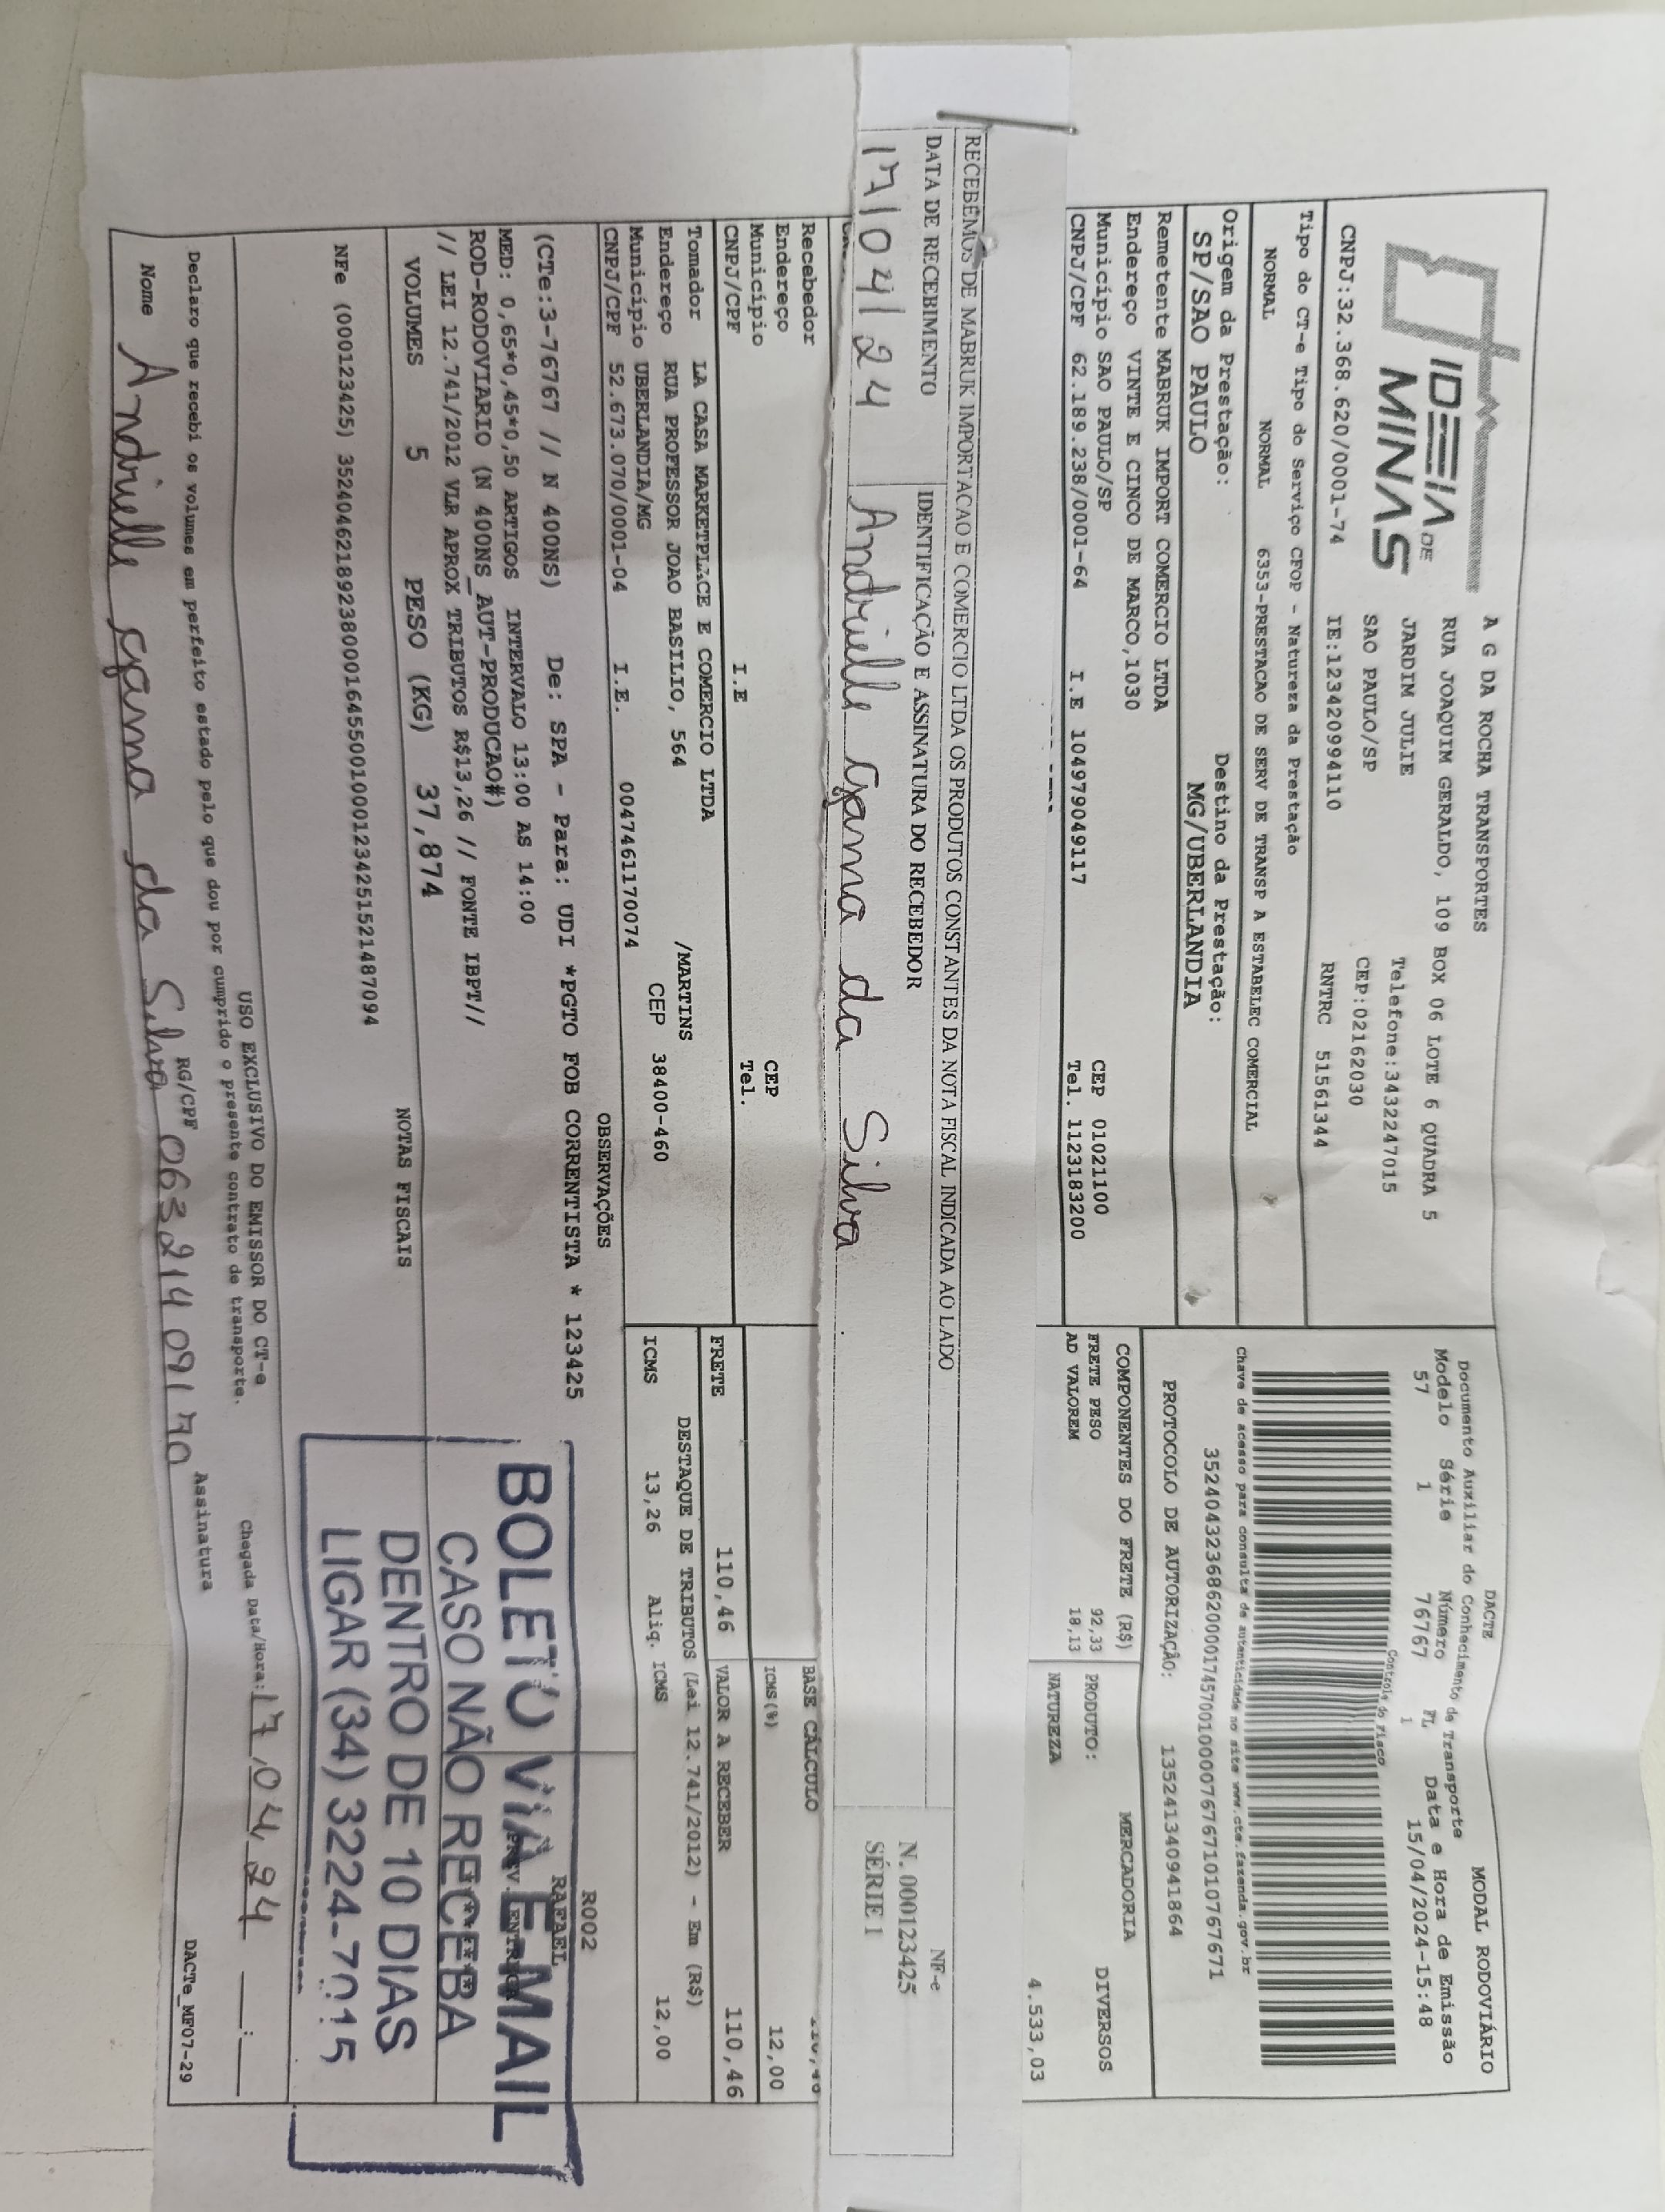 IDEIA DE
MINAS
A G DA ROCHA TRANSPORTES
RUA JOAQUIM GERALDO, 109 BOX 06 LOTE 6 QUADRA 5
JARDIM JULIE Telefone:3432247015
SAO PAULO/SP CEP:02162030
CNPJ:32.368.620/0001-74 IE:123420994110 RNTRC 51561344
DACTE MODAL RODOVIÁRIO
Documento Auxiliar do Conhecimento de Transporte
Modelo Série Número FL Data e Hora de Emissão
57 1 76767 1 15/04/2024-15:48
Controle do Fisco
Tipo do CT-e Tipo do Serviço CFOP - Natureza da Prestação
NORMAL NORMAL 6353-PRESTACAO DE SERV DE TRANSP A ESTABELEC COMERCIAL
Chave de acesso para consulta de autenticidade no site www.cte.fazenda.gov.br
Origem da Prestação: Destino da Prestação:
SP/SAO PAULO MG/UBERLANDIA
PROTOCOLO DE AUTORIZAÇÃO: 135241340941864
Remetente MABRUK IMPORT COMERCIO LTDA
Endereço VINTE E CINCO DE MARCO,1030
Município SAO PAULO/SP CEP 01021100
CNPJ/CPF 62.189.238/0001-64 I.E 104979049117 Tel. 1123183200
COMPONENTES DO FRETE (R$) MERCADORIA
FRETE PESO 92,33 PRODUTO: DIVERSOS
AD VALOREM 18,13 NATUREZA
4.533,03
RECEBEMOS DE MABRUK IMPORTACAO E COMERCIO LTDA OS PRODUTOS CONSTANTES DA NOTA FISCAL INDICADA AO LADO
DATA DE RECEBIMENTO IDENTIFICAÇÃO E ASSINATURA DO RECEBEDOR
17/04/24 Andrielle Gama da Silva
NF-e
N. 000123425
SÉRIE 1
Recebedor
Endereço CEP
Município Tel.
CNPJ/CPF I.E
BASE CÁLCULO
ICMS(%) 12,00
FRETE 110,46 VALOR A RECEBER 110,46
Tomador LA CASA MARKETPLACE E COMERCIO LTDA
Endereço RUA PROFESSOR JOAO BASILIO, 564 /MARTINS
Município UBERLANDIA/MG CEP 38400-460
CNPJ/CPF 52.673.070/0001-04 I.E. 0047461170074
DESTAQUE DE TRIBUTOS (Lei 12.741/2012) - Em (R$)
ICMS 13,26 Aliq. ICMS 12,00
OBSERVAÇÕES
(CTe:3-76767 // N 400NS) De: SPA - Para: UDI *PGTO FOB CORRENTISTA * 123425
MED: 0,65*0,45*0,50 ARTIGOS INTERVALO 13:00 AS 14:00
ROD-RODOVIARIO (N 400NS_AUT-PRODUCAO#)
// LEI 12.741/2012 VLR APROX TRIBUTOS R$13,26 // FONTE IBPT//
R002
RAFAEL
PREV. ENTREGA
VOLUMES 5 PESO (KG) 37,874
NOTAS FISCAIS
BOLETO VIA E-MAIL
CASO NÃO RECEBA
DENTRO DE 10 DIAS
LIGAR (34) 3224-7015
USO EXCLUSIVO DO EMISSOR DO CT-e
Declaro que recebi os volumes em perfeito estado pelo que dou por cumprido o presente contrato de transporte.
Chegada Data/Hora: 17/04/24 __:__
Nome Andrielle Gama da Silva RG/CPF 063214 091 70 Assinatura
DACTe_MF07-29